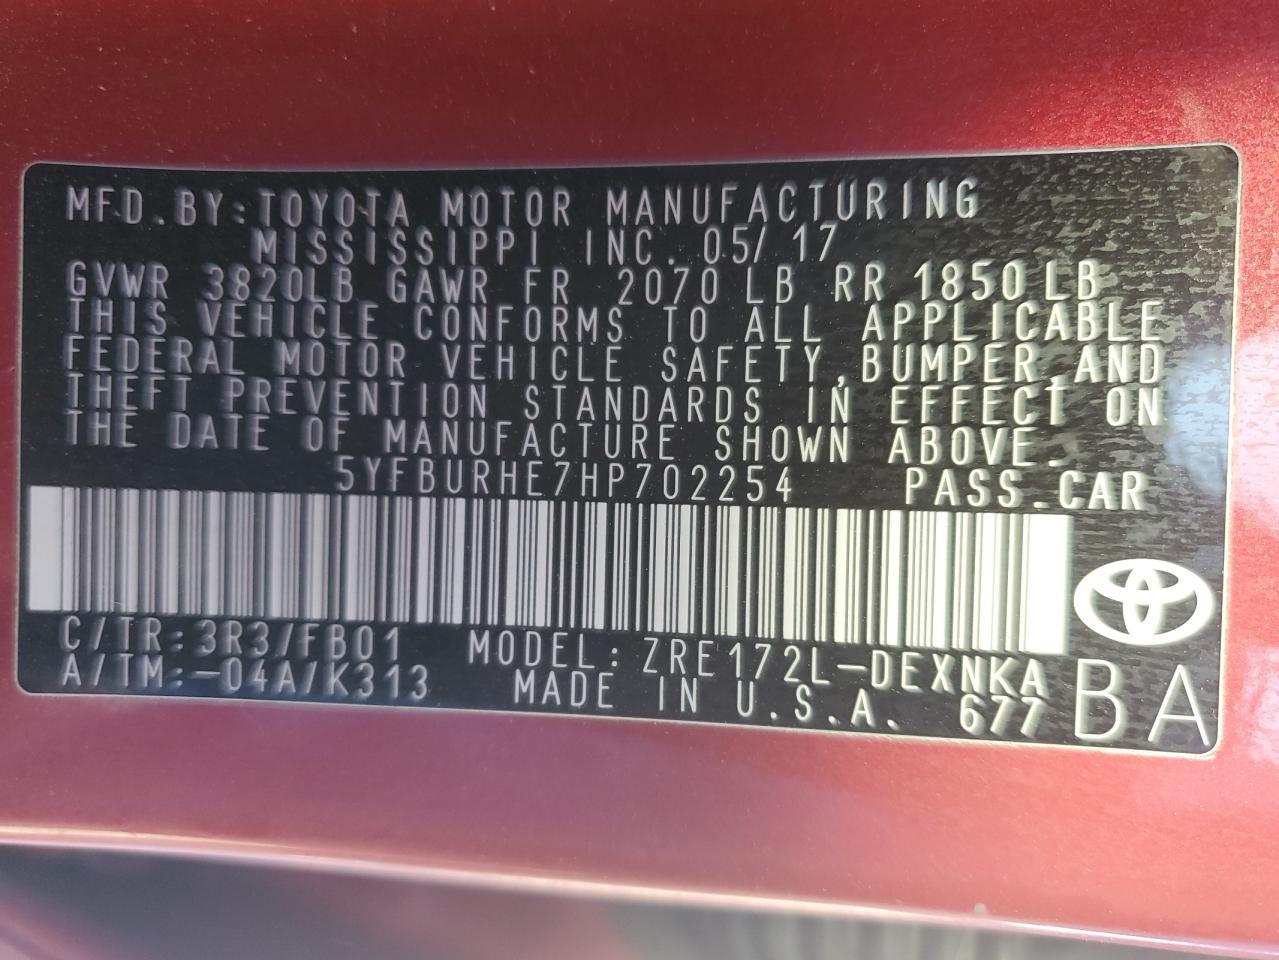 MFD.BY:TOYOTA MOTOR MANUFACTURING
MISSISSIPPI INC. 05/17
GVWR 3820LB GAWR FR 2070 LB RR 1850 LB
THIS VEHICLE CONFORMS TO ALL APPLICABLE
FEDERAL MOTOR VEHICLE SAFETY,BUMPER,AND
THEFT PREVENTION STANDARDS IN EFFECT ON
THE DATE OF MANUFACTURE SHOWN ABOVE.
5YFBURHE7HP702254 PASS.CAR
C/TR:3R3/FB01 MODEL: ZRE172L-DEXNKA
A/TM:-04A/K313 MADE IN U.S.A. 677 BA